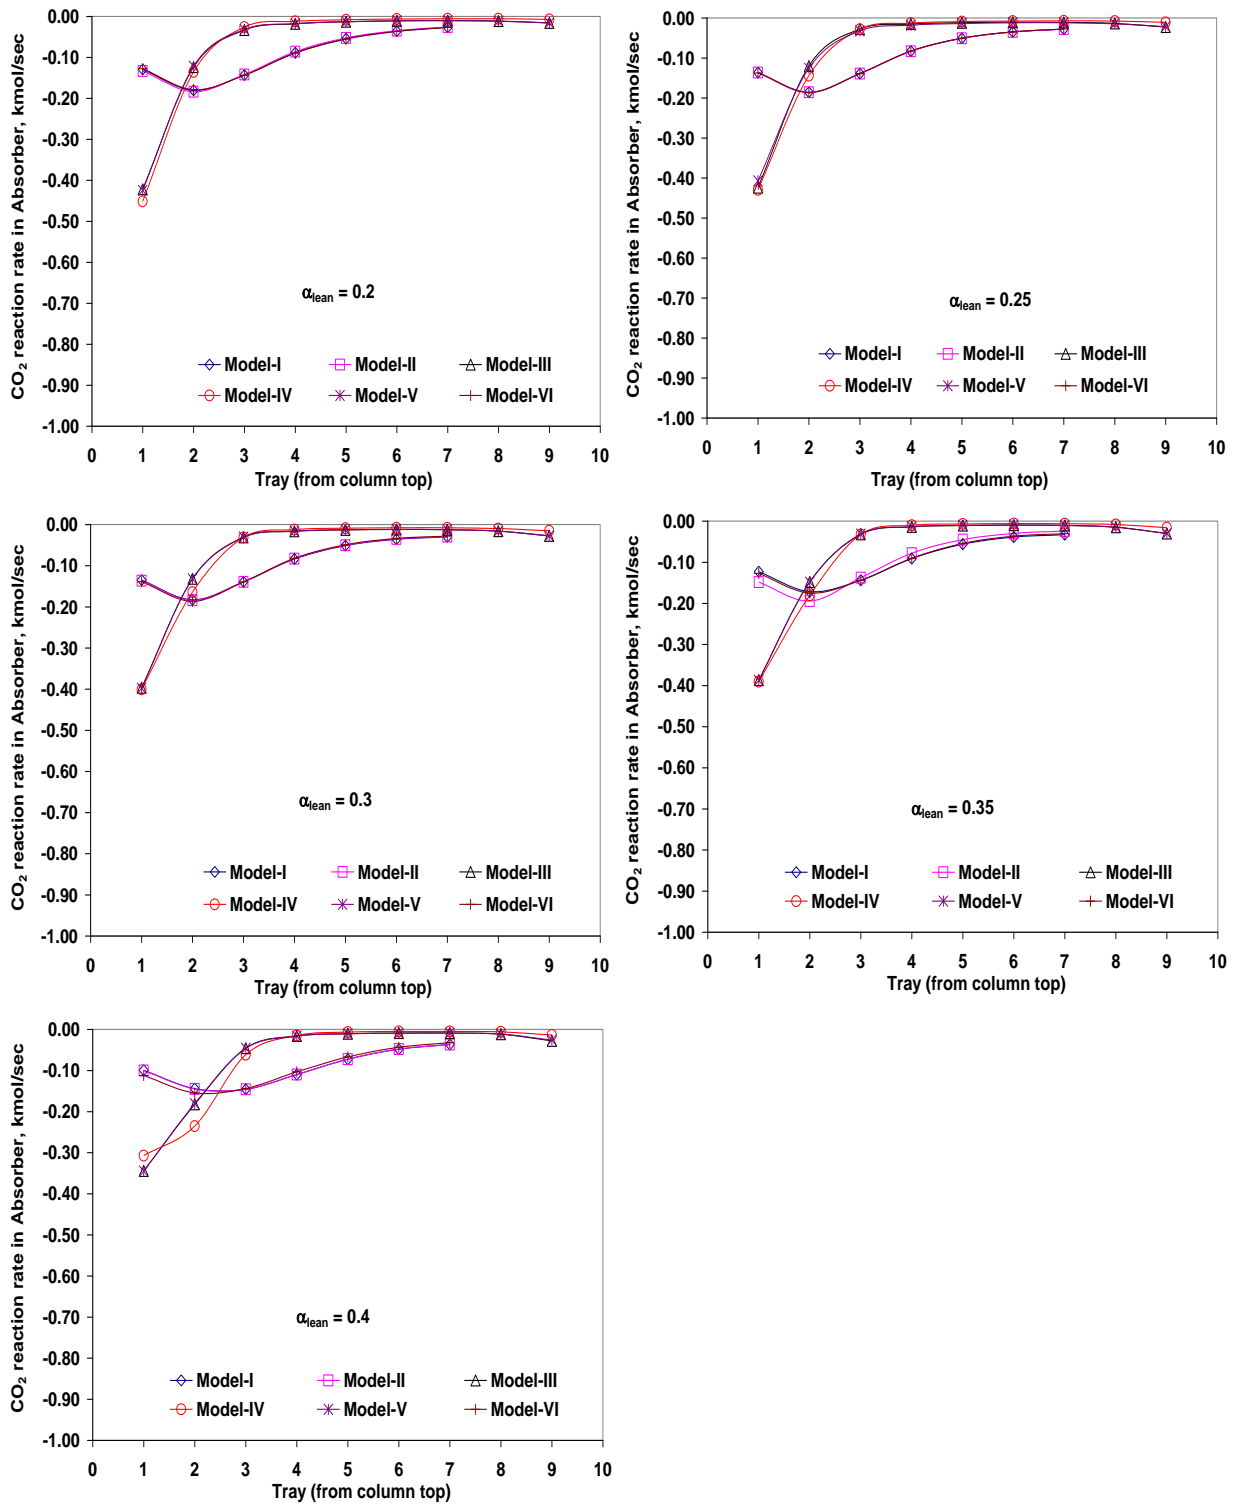 CO2 reaction rate in Absorber, kmol/sec
0.00
-0.10
-0.20
-0.30
-0.40
-0.50
-0.60
-0.70
-0.80
-0.90
-1.00
αlean = 0.2
Model-I Model-II Model-III
Model-IV Model-V Model-VI
0 1 2 3 4 5 6 7 8 9 10
Tray (from column top)
CO2 reaction rate in Absorber, kmol/sec
0.00
-0.10
-0.20
-0.30
-0.40
-0.50
-0.60
-0.70
-0.80
-0.90
-1.00
αlean = 0.25
Model-I Model-II Model-III
Model-IV Model-V Model-VI
0 1 2 3 4 5 6 7 8 9 10
Tray (from column top)
CO2 reaction rate in Absorber, kmol/sec
0.00
-0.10
-0.20
-0.30
-0.40
-0.50
-0.60
-0.70
-0.80
-0.90
-1.00
αlean = 0.3
Model-I Model-II Model-III
Model-IV Model-V Model-VI
0 1 2 3 4 5 6 7 8 9 10
Tray (from column top)
CO2 reaction rate in Absorber, kmol/sec
0.00
-0.10
-0.20
-0.30
-0.40
-0.50
-0.60
-0.70
-0.80
-0.90
-1.00
αlean = 0.35
Model-I Model-II Model-III
Model-IV Model-V Model-VI
0 1 2 3 4 5 6 7 8 9 10
Tray (from column top)
CO2 reaction rate in Absorber, kmol/sec
0.00
-0.10
-0.20
-0.30
-0.40
-0.50
-0.60
-0.70
-0.80
-0.90
-1.00
αlean = 0.4
Model-I Model-II Model-III
Model-IV Model-V Model-VI
0 1 2 3 4 5 6 7 8 9 10
Tray (from column top)